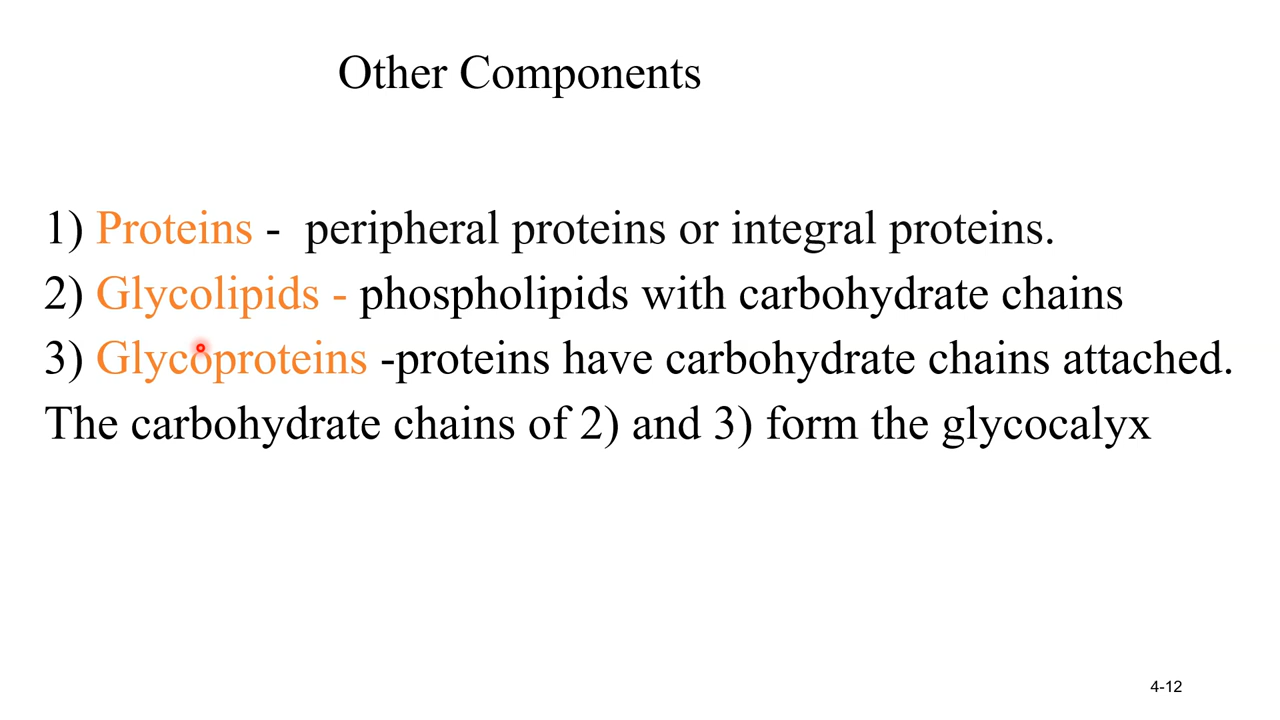 Other Components
1) Proteins -  peripheral proteins or integral proteins.
2) Glycolipids - phospholipids with carbohydrate chains
3) Glycoproteins -proteins have carbohydrate chains attached.
The carbohydrate chains of 2) and 3) form the glycocalyx
4-12